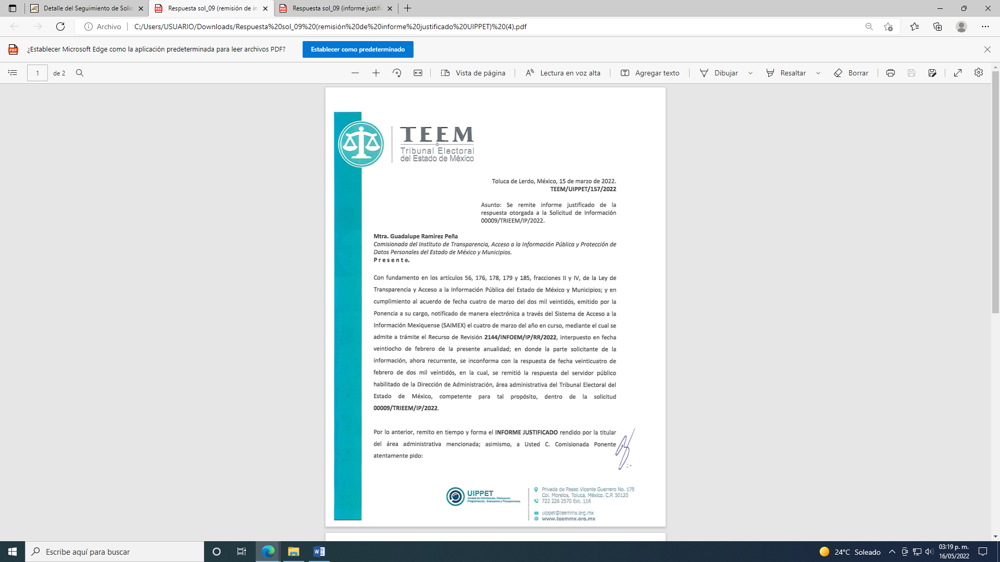 Detalle del Seguimiento de Solic
Respuesta sol_09 (remisión de in
Respuesta sol_09 (informe justific
Archivo
C:/Users/USUARIO/Downloads/Respuesta%20sol_09%20(remisión%20de%20informe%20justificado%20UIPPET)%20(4).pdf
¿Establecer Microsoft Edge como la aplicación predeterminada para leer archivos PDF?
Establecer como predeterminado
1 de 2
Vista de página
Lectura en voz alta
Agregar texto
Dibujar
Resaltar
Borrar
TEEM
Tribunal Electoral
del Estado de México
Toluca de Lerdo, México, 15 de marzo de 2022.
TEEM/UIPPET/157/2022
Asunto: Se remite informe justificado de la
respuesta otorgada a la Solicitud de Información
00009/TRIEEM/IP/2022.
Mtra. Guadalupe Ramírez Peña
Comisionada del Instituto de Transparencia, Acceso a la Información Pública y Protección de
Datos Personales del Estado de México y Municipios.
P r e s e n t e.
Con fundamento en los artículos 56, 176, 178, 179 y 185, fracciones II y IV, de la Ley de
Transparencia y Acceso a la Información Pública del Estado de México y Municipios; y en
cumplimiento al acuerdo de fecha cuatro de marzo del dos mil veintidós, emitido por la
Ponencia a su cargo, notificado de manera electrónica a través del Sistema de Acceso a la
Información Mexiquense (SAIMEX) el cuatro de marzo del año en curso, mediante el cual se
admite a trámite el Recurso de Revisión 2144/INFOEM/IP/RR/2022, interpuesto en fecha
veintiocho de febrero de la presente anualidad; en donde la parte solicitante de la
información, ahora recurrente, se inconforma con la respuesta de fecha veinticuatro de
febrero de dos mil veintidós, en la cual, se remitió la respuesta del servidor público
habilitado de la Dirección de Administración, área administrativa del Tribunal Electoral del
Estado de México, competente para tal propósito, dentro de la solicitud
00009/TRIEEM/IP/2022.
Por lo anterior, remito en tiempo y forma el INFORME JUSTIFICADO rendido por la titular
del área administrativa mencionada; asimismo, a Usted C. Comisionada Ponente
atentamente pido:
UIPPET
Unidad de Información, Planeación,
Programación, Evaluación y Transparencia
Privada de Paseo Vicente Guerrero No. 175
Col. Morelos, Toluca, México. C.P. 50120
722 226 2570 Ext. 116
uippet@teemmx.org.mx
www.teemmx.org.mx
Escribe aquí para buscar
24°C Soleado
03:19 p. m.
16/05/2022